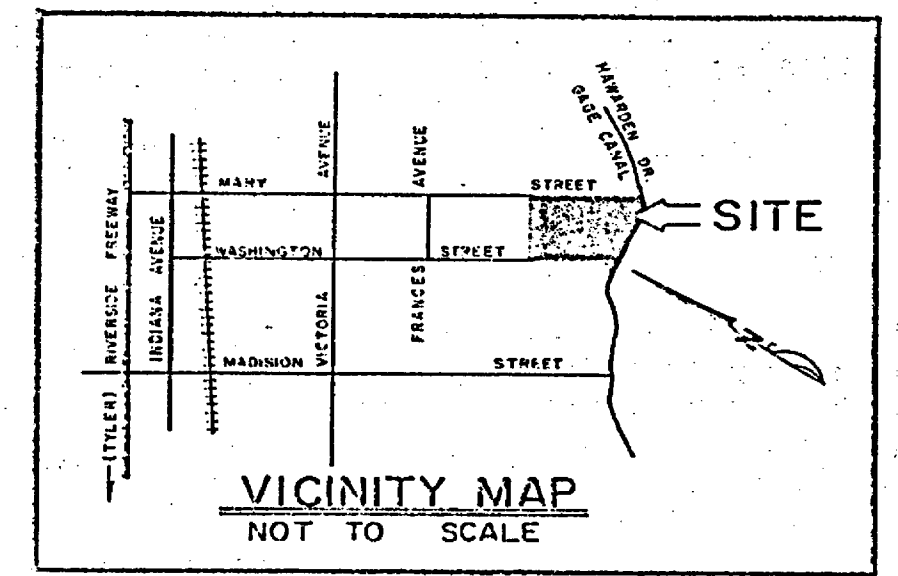 HAWARDEN DR.
GAGE CANAL
MARY STREET
SITE
WASHINGTON STREET
MADISION STREET
(TYLER)
RIVERSIDE FREEWAY
INDIANA AVENUE
VICTORIA AVENUE
FRANCES AVENUE
N
VICINITY MAP
NOT TO SCALE